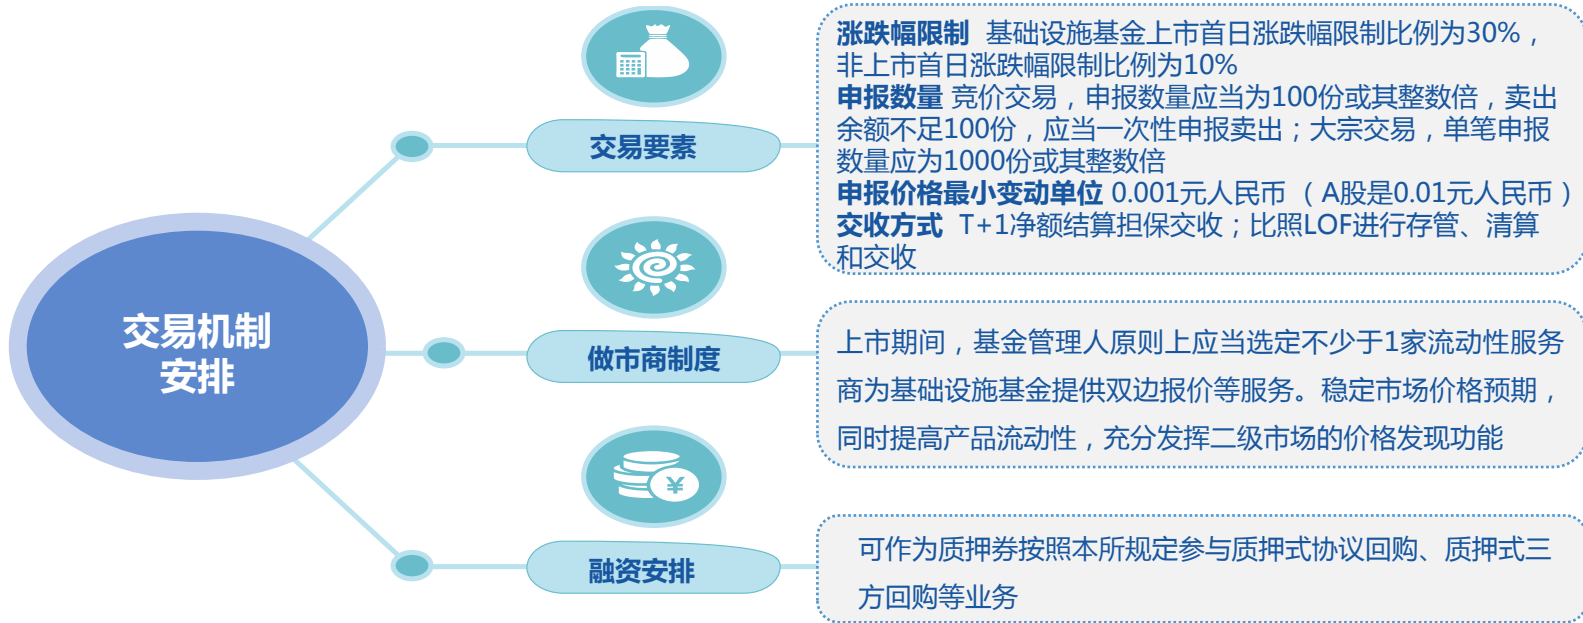 交易机制
安排
交易要素
涨跌幅限制 基础设施基金上市首日涨跌幅限制比例为30%，
非上市首日涨跌幅限制比例为10%
申报数量 竞价交易，申报数量应当为100份或其整数倍，卖出
余额不足100份，应当一次性申报卖出；大宗交易，单笔申报
数量应为1000份或其整数倍
申报价格最小变动单位 0.001元人民币 （A股是0.01元人民币）
交收方式 T+1净额结算担保交收；比照LOF进行存管、清算
和交收
做市商制度
上市期间，基金管理人原则上应当选定不少于1家流动性服务
商为基础设施基金提供双边报价等服务。稳定市场价格预期，
同时提高产品流动性，充分发挥二级市场的价格发现功能
¥
融资安排
可作为质押券按照本所规定参与质押式协议回购、质押式三
方回购等业务